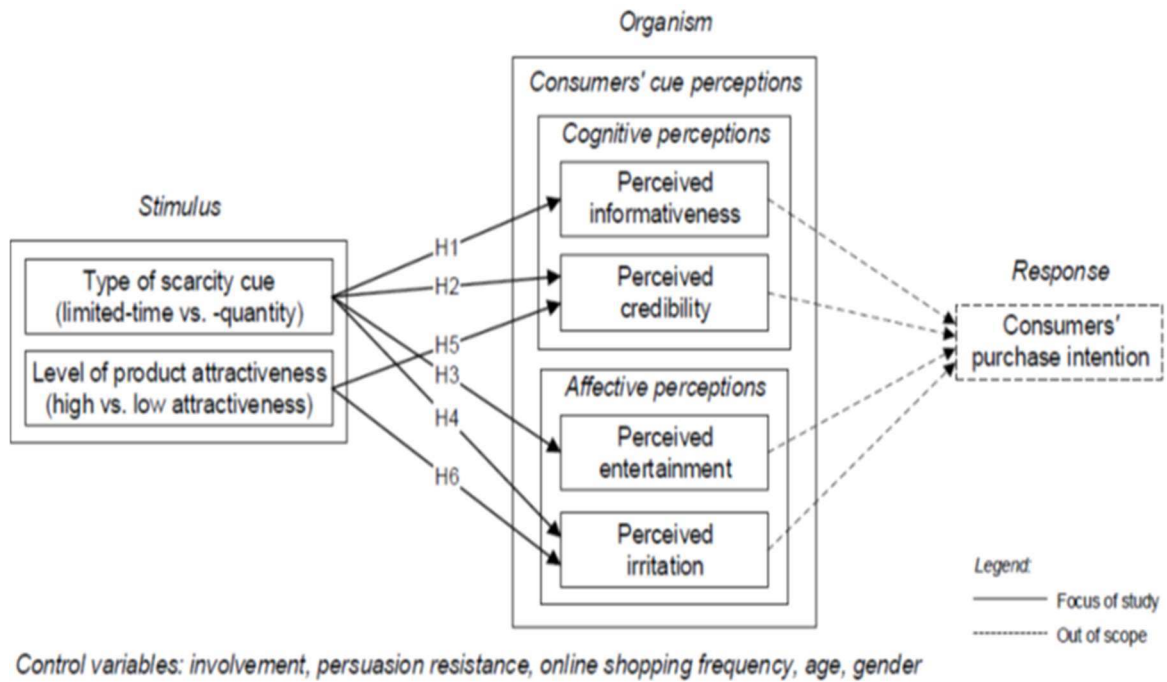 Organism
Consumers' cue perceptions
Cognitive perceptions
Perceived
informativeness
Perceived
credibility
Affective perceptions
Perceived
entertainment
Perceived
irritation
Stimulus
Type of scarcity cue
(limited-time vs. -quantity)
Level of product attractiveness
(high vs. low attractiveness)
H1
H2
H5
H3
H4
H6
Response
Consumers'
purchase intention
Legend:
Focus of study
Out of scope
Control variables: involvement, persuasion resistance, online shopping frequency, age, gender